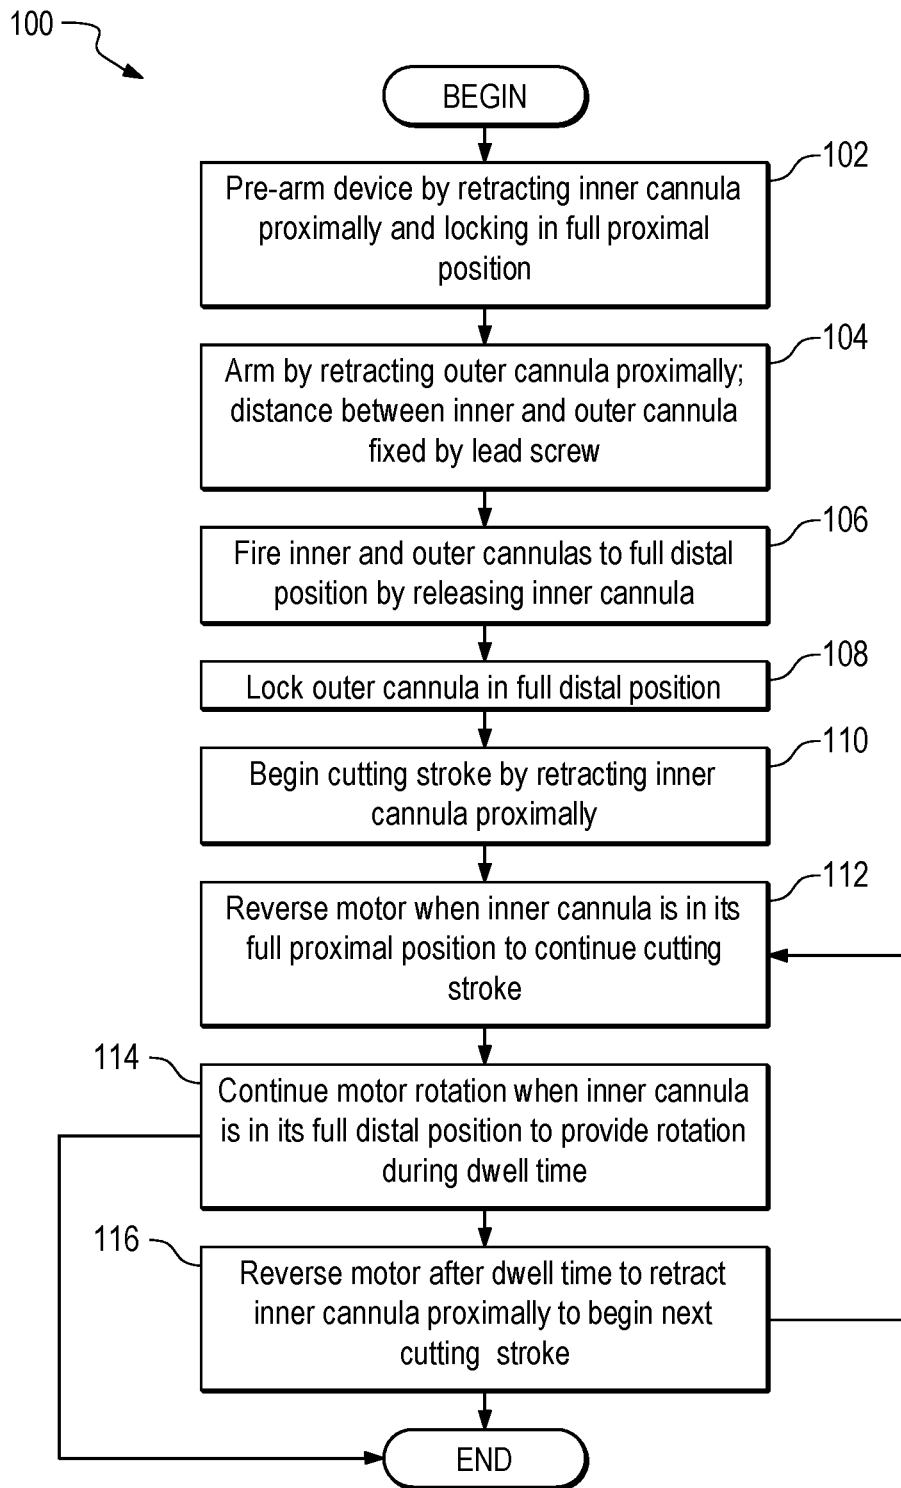 100
BEGIN
102
Pre-arm device by retracting inner cannula
proximally and locking in full proximal
position
104
Arm by retracting outer cannula proximally;
distance between inner and outer cannula
fixed by lead screw
106
Fire inner and outer cannulas to full distal
position by releasing inner cannula
108
Lock outer cannula in full distal position
110
Begin cutting stroke by retracting inner
cannula proximally
112
Reverse motor when inner cannula is in its
full proximal position to continue cutting
stroke
114
Continue motor rotation when inner cannula
is in its full distal position to provide rotation
during dwell time
116
Reverse motor after dwell time to retract
inner cannula proximally to begin next
cutting stroke
END